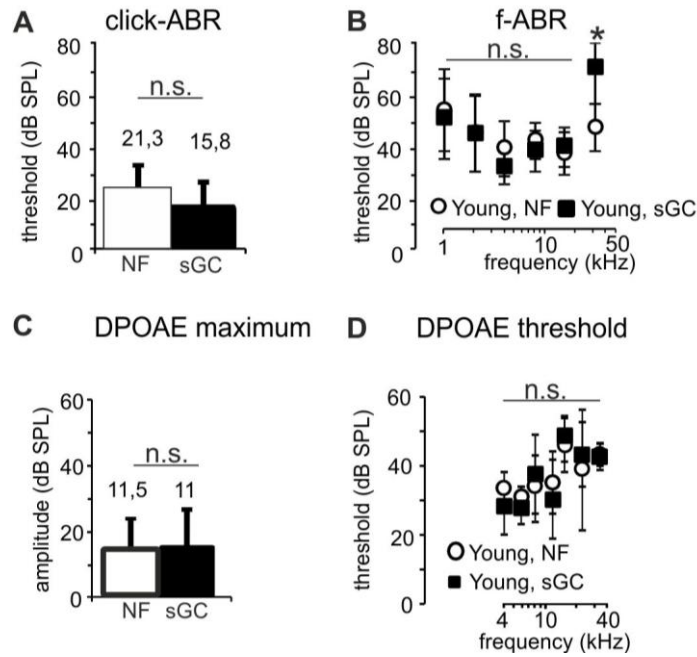 A click-ABR
threshold (dB SPL)
80
60
40
20
0
n.s.
21,3 15,8
NF sGC
B f-ABR
threshold (dB SPL)
80
60
40
20
0
n.s. *
Young, NF Young, sGC
1 10 50
frequency (kHz)
C DPOAE maximum
amplitude (dB SPL)
60
40
20
0
n.s.
11,5 11
NF sGC
D DPOAE threshold
threshold (dB SPL)
60
40
20
0
n.s.
Young, NF
Young, sGC
4 10 40
frequency (kHz)